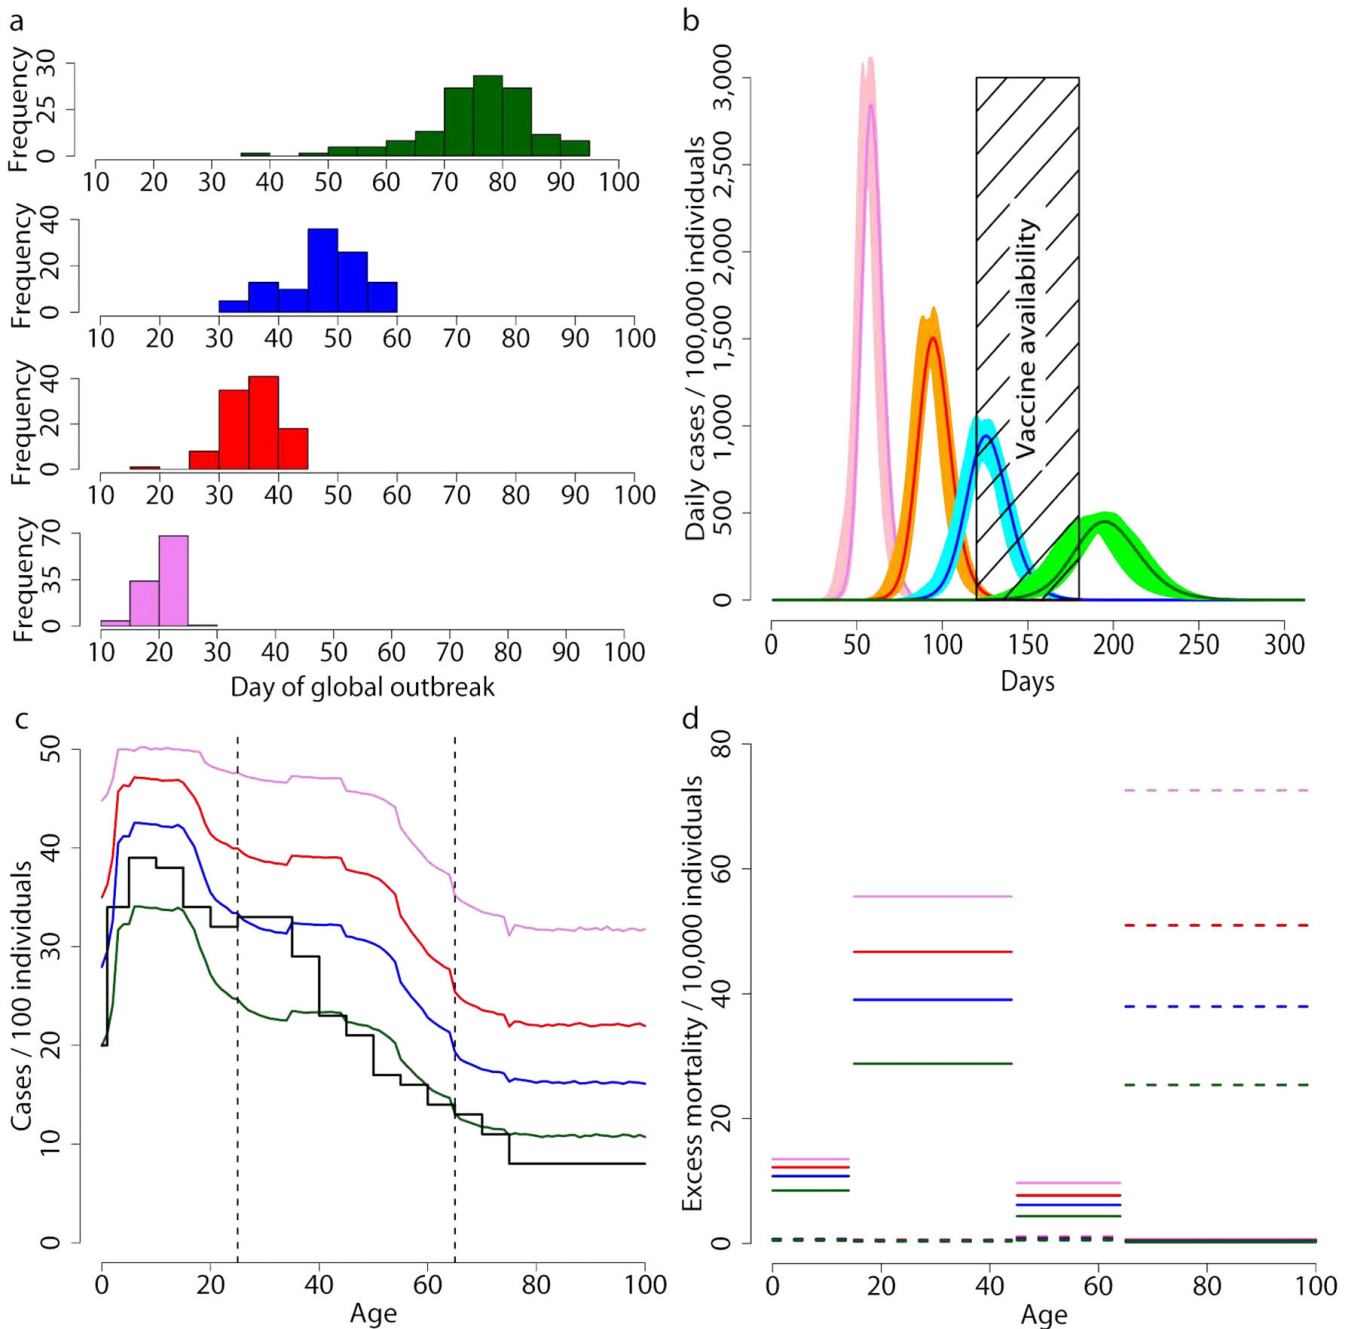 a
Frequency
0 25 30
10 20 30 40 50 60 70 80 90 100
Frequency
0 20 40
10 20 30 40 50 60 70 80 90 100
Frequency
0 20 40
10 20 30 40 50 60 70 80 90 100
Frequency
0 35 70
10 20 30 40 50 60 70 80 90 100
Day of global outbreak
b
Daily cases / 100,000 individuals
0 500 1,000 1,500 2,000 2,500 3,000
Vaccine availability
0 50 100 150 200 250 300
Days
c
Cases / 100 individuals
0 10 20 30 40 50
0 20 40 60 80 100
Age
d
Excess mortality / 10,000 individuals
0 20 40 60 80
0 20 40 60 80 100
Age